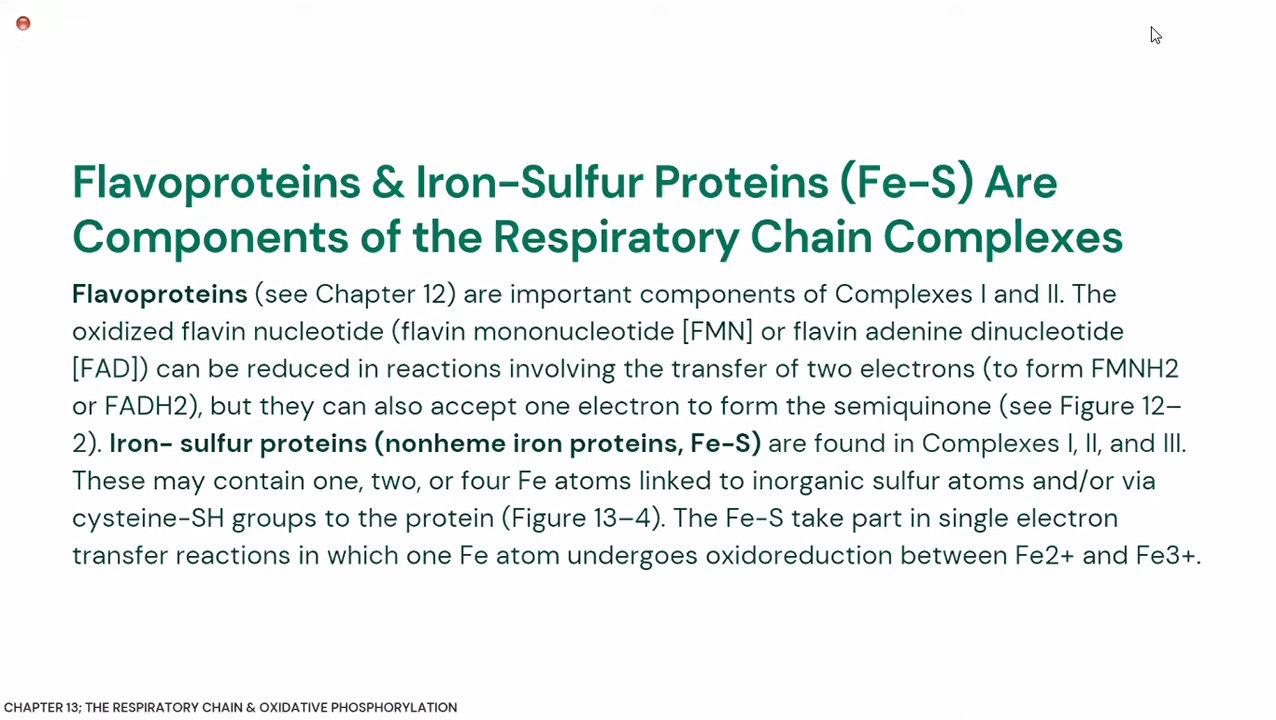 Flavoproteins & Iron-Sulfur Proteins (Fe-S) Are
Components of the Respiratory Chain Complexes
Flavoproteins (see Chapter 12) are important components of Complexes I and II. The
oxidized flavin nucleotide (flavin mononucleotide [FMN] or flavin adenine dinucleotide
[FAD]) can be reduced in reactions involving the transfer of two electrons (to form FMNH2
or FADH2), but they can also accept one electron to form the semiquinone (see Figure 12–
2). Iron- sulfur proteins (nonheme iron proteins, Fe-S) are found in Complexes I, II, and III.
These may contain one, two, or four Fe atoms linked to inorganic sulfur atoms and/or via
cysteine-SH groups to the protein (Figure 13–4). The Fe-S take part in single electron
transfer reactions in which one Fe atom undergoes oxidoreduction between Fe2+ and Fe3+.
CHAPTER 13; THE RESPIRATORY CHAIN & OXIDATIVE PHOSPHORYLATION